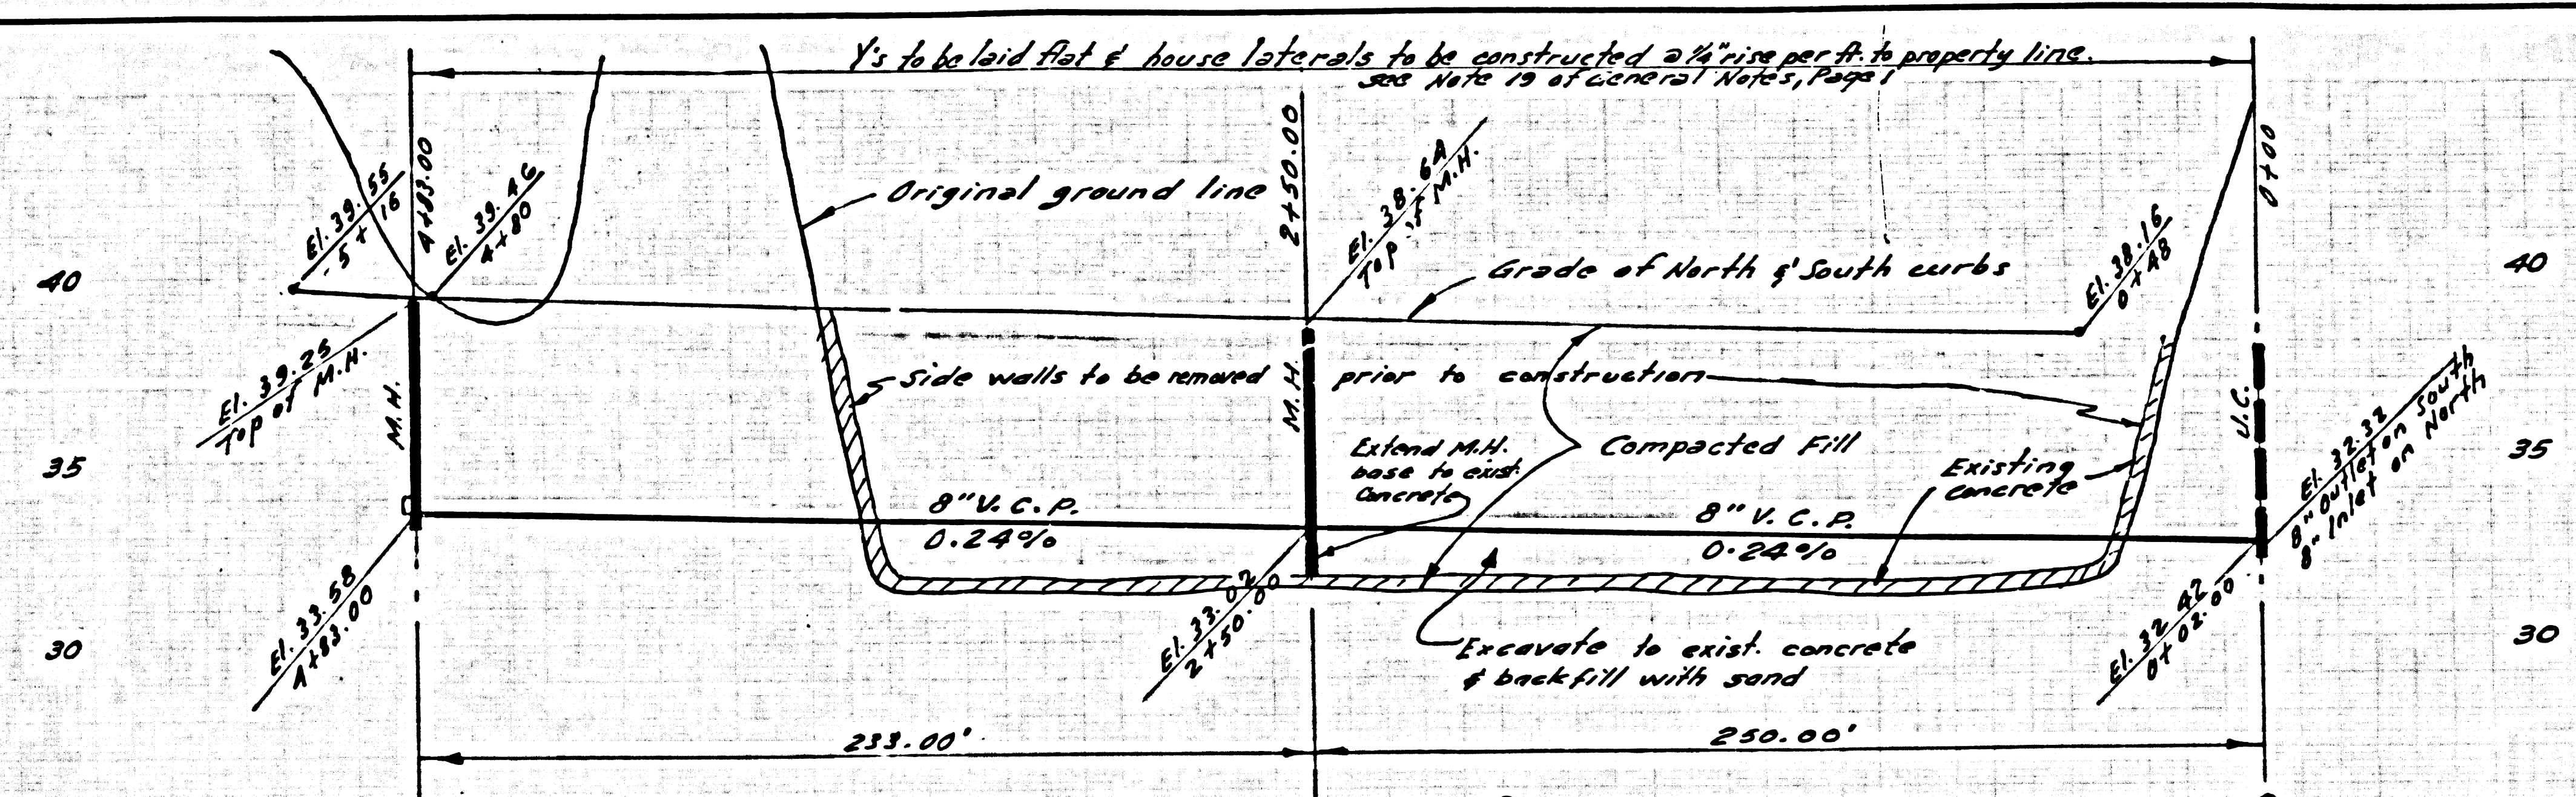 Y's to be laid flat & house laterals to be constructed @ 1/4" rise per ft. to property line.
See Note 19 of General Notes, Page 1
El. 39.55
5+16
4+83.00
El. 39.46
4+80
Original ground line
2+50.00
El. 38.64
Top of M.H.
Grade of North & South curbs
El. 38.16
0+48
0+00
40
40
El. 39.25
Top of M.H.
M.H.
Side walls to be removed
M.H.
prior to construction
U.C.
35
Extend M.H.
base to exist.
Concrete
Compacted Fill
Existing
concrete
El. 32.32
8" Outlet on South
8" Inlet on North
35
8" V.C.P.
0.24%
8" V.C.P.
0.24%
El. 33.58
4+83.00
El. 33.02
2+50.00
Excavate to exist. concrete
& backfill with sand
El. 32.42
0+02.00
30
30
233.00'
250.00'